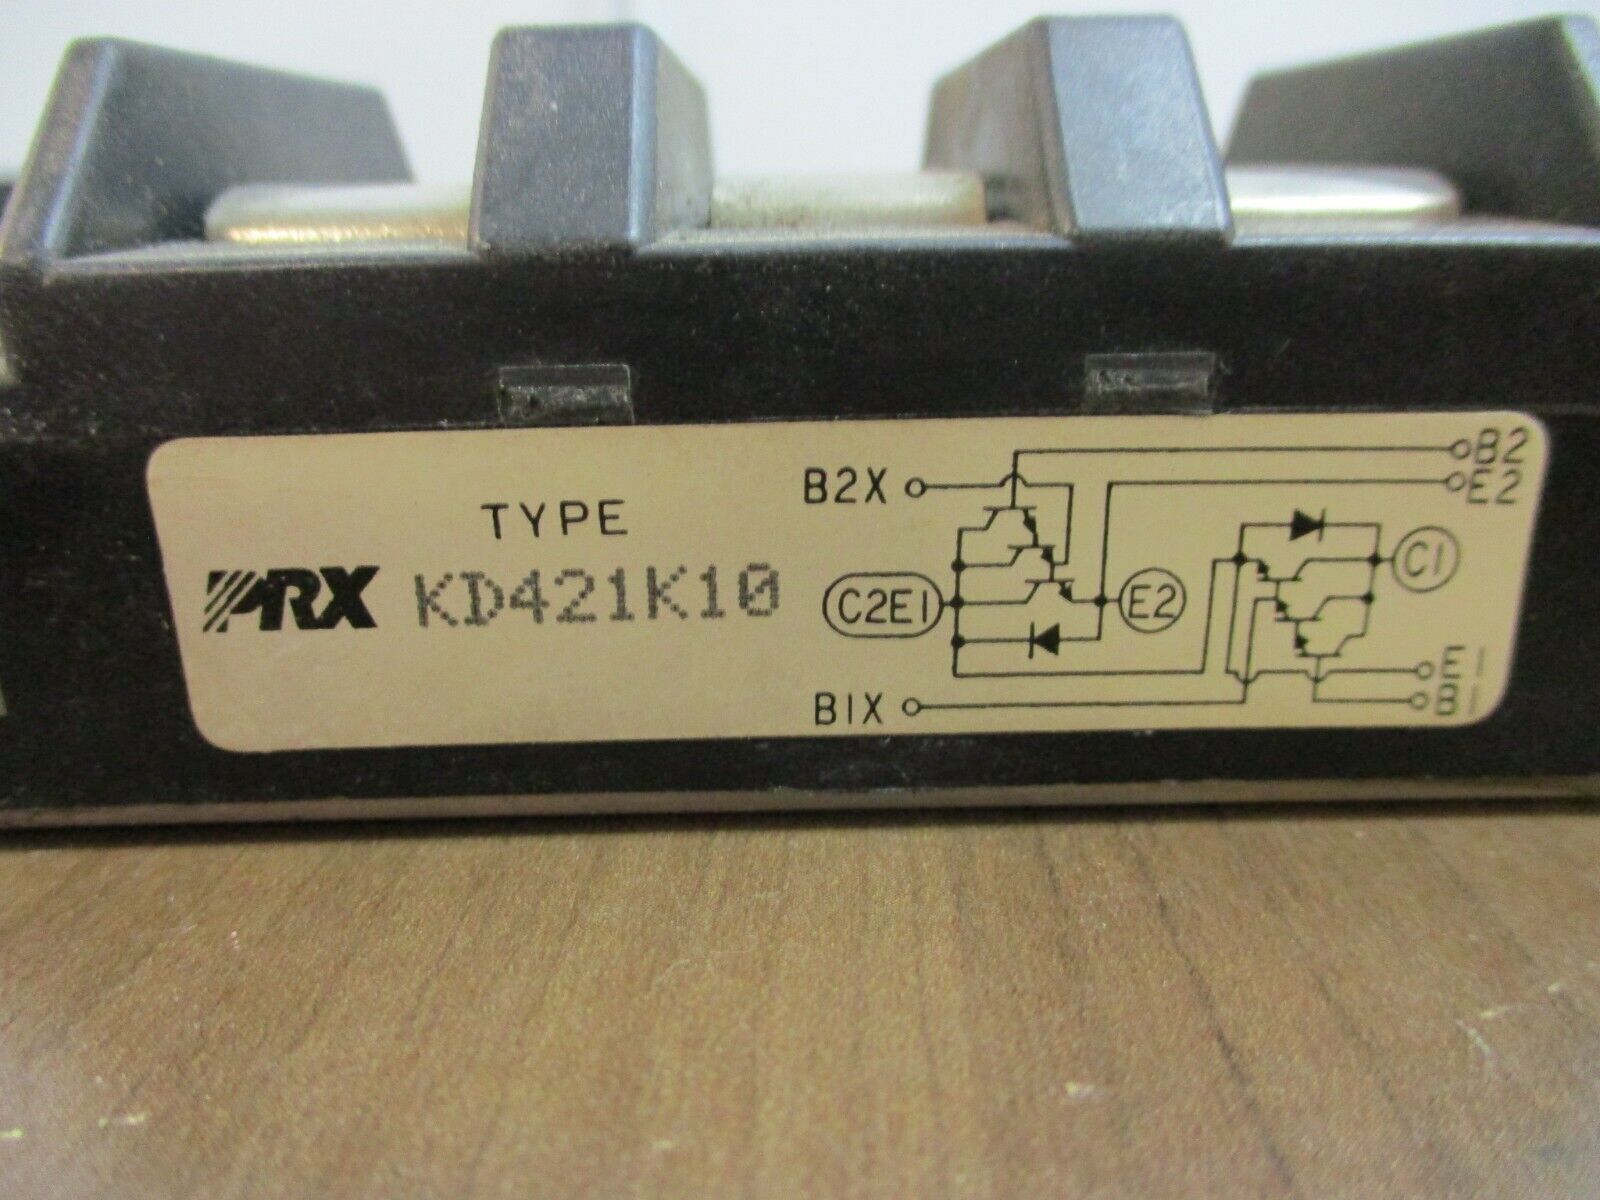 TYPE
PRX KD421K10
B2X
B2
E2
C2E1
E2
C1
E1
B1
B1X